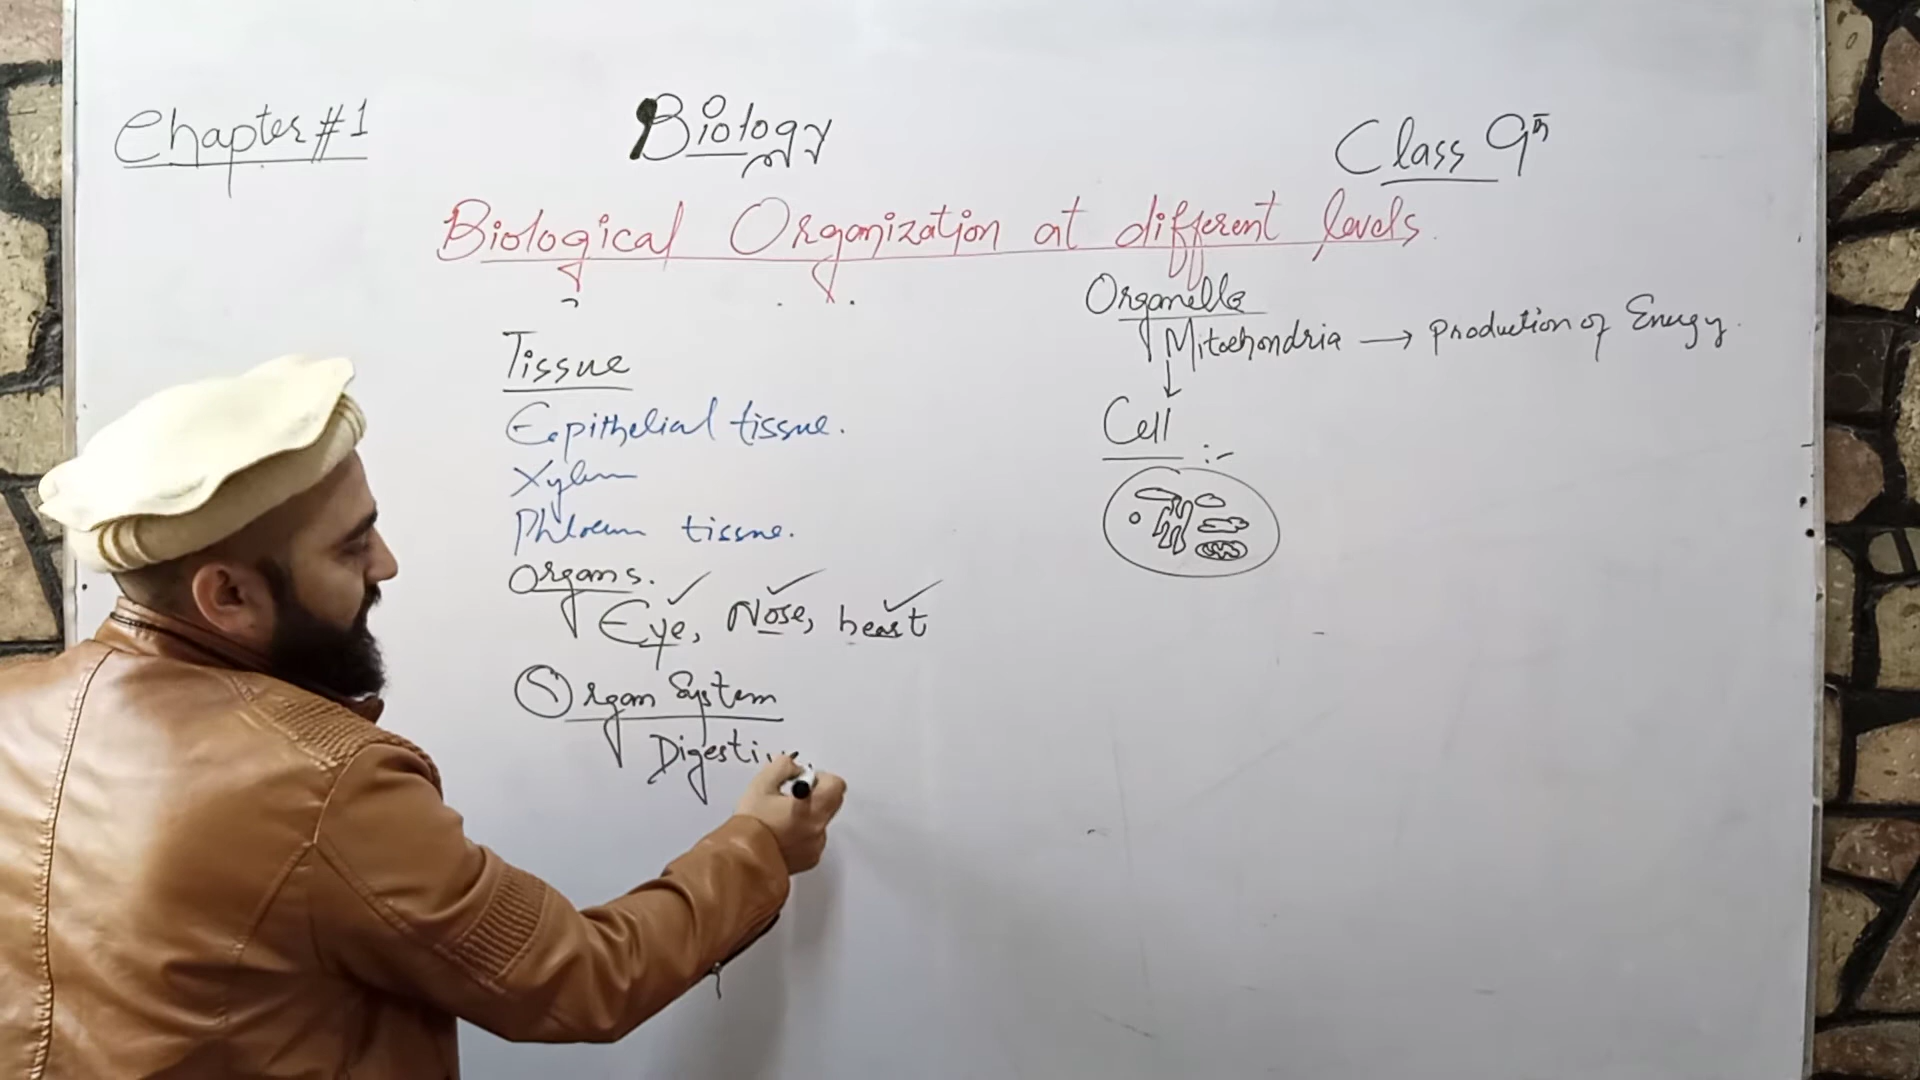 Chapter #1
Biology
Class 9th
Biological Organization at different levels.
Tissue
Epithelial tissue.
Xylem
Phloem tissue.
Organs.
Eye, Nose, heart
Organ System
Digestive
Organelle
Mitochondria → Production of Energy.
Cell :-